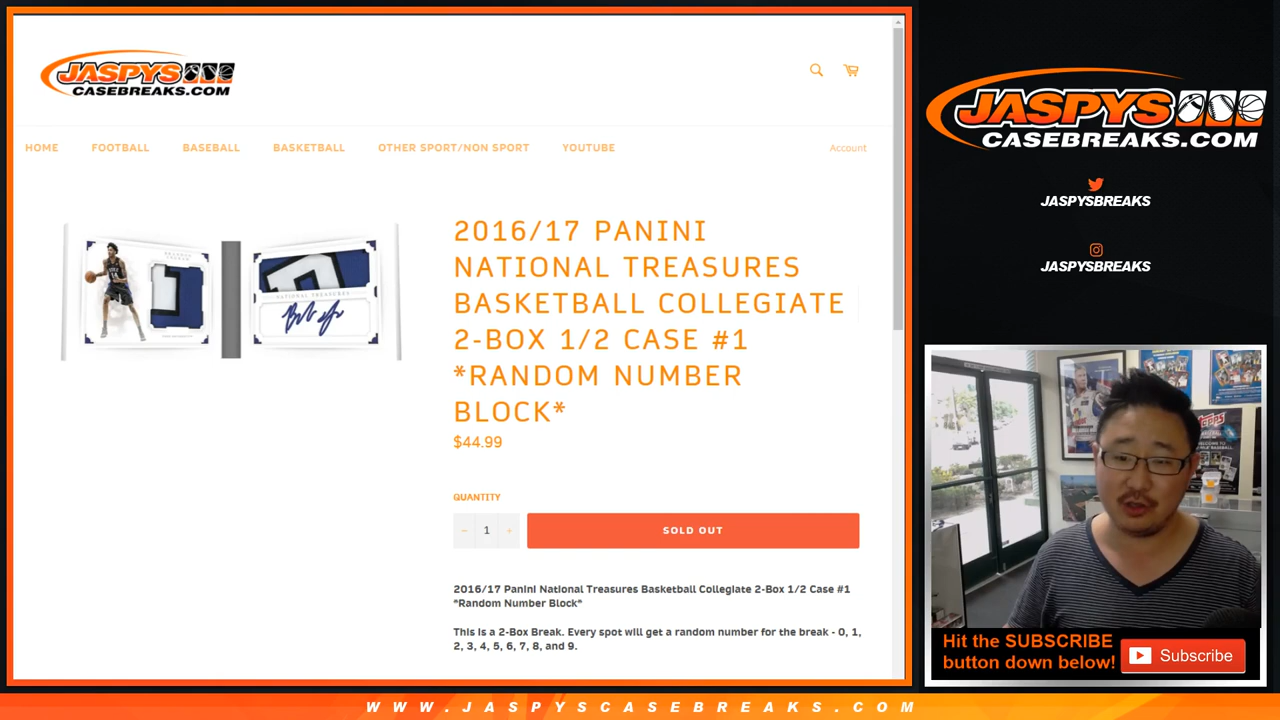 JASPYS
CASEBREAKS.COM
HOME FOOTBALL BASEBALL BASKETBALL OTHER SPORT/NON SPORT YOUTUBE Account
2016/17 PANINI
NATIONAL TREASURES
BASKETBALL COLLEGIATE
2-BOX 1/2 CASE #1
*RANDOM NUMBER
BLOCK*
$44.99
QUANTITY
− 1 + SOLD OUT
2016/17 Panini National Treasures Basketball Collegiate 2-Box 1/2 Case #1
*Random Number Block*
This is a 2-Box Break. Every spot will get a random number for the break - 0, 1,
2, 3, 4, 5, 6, 7, 8, and 9.
NATIONAL TREASURES
JASPYS
CASEBREAKS.COM
JASPYSBREAKS
JASPYSBREAKS
Topps
Hit the SUBSCRIBE
button down below!
Subscribe
WWW.JASPYSCASEBREAKS.COM